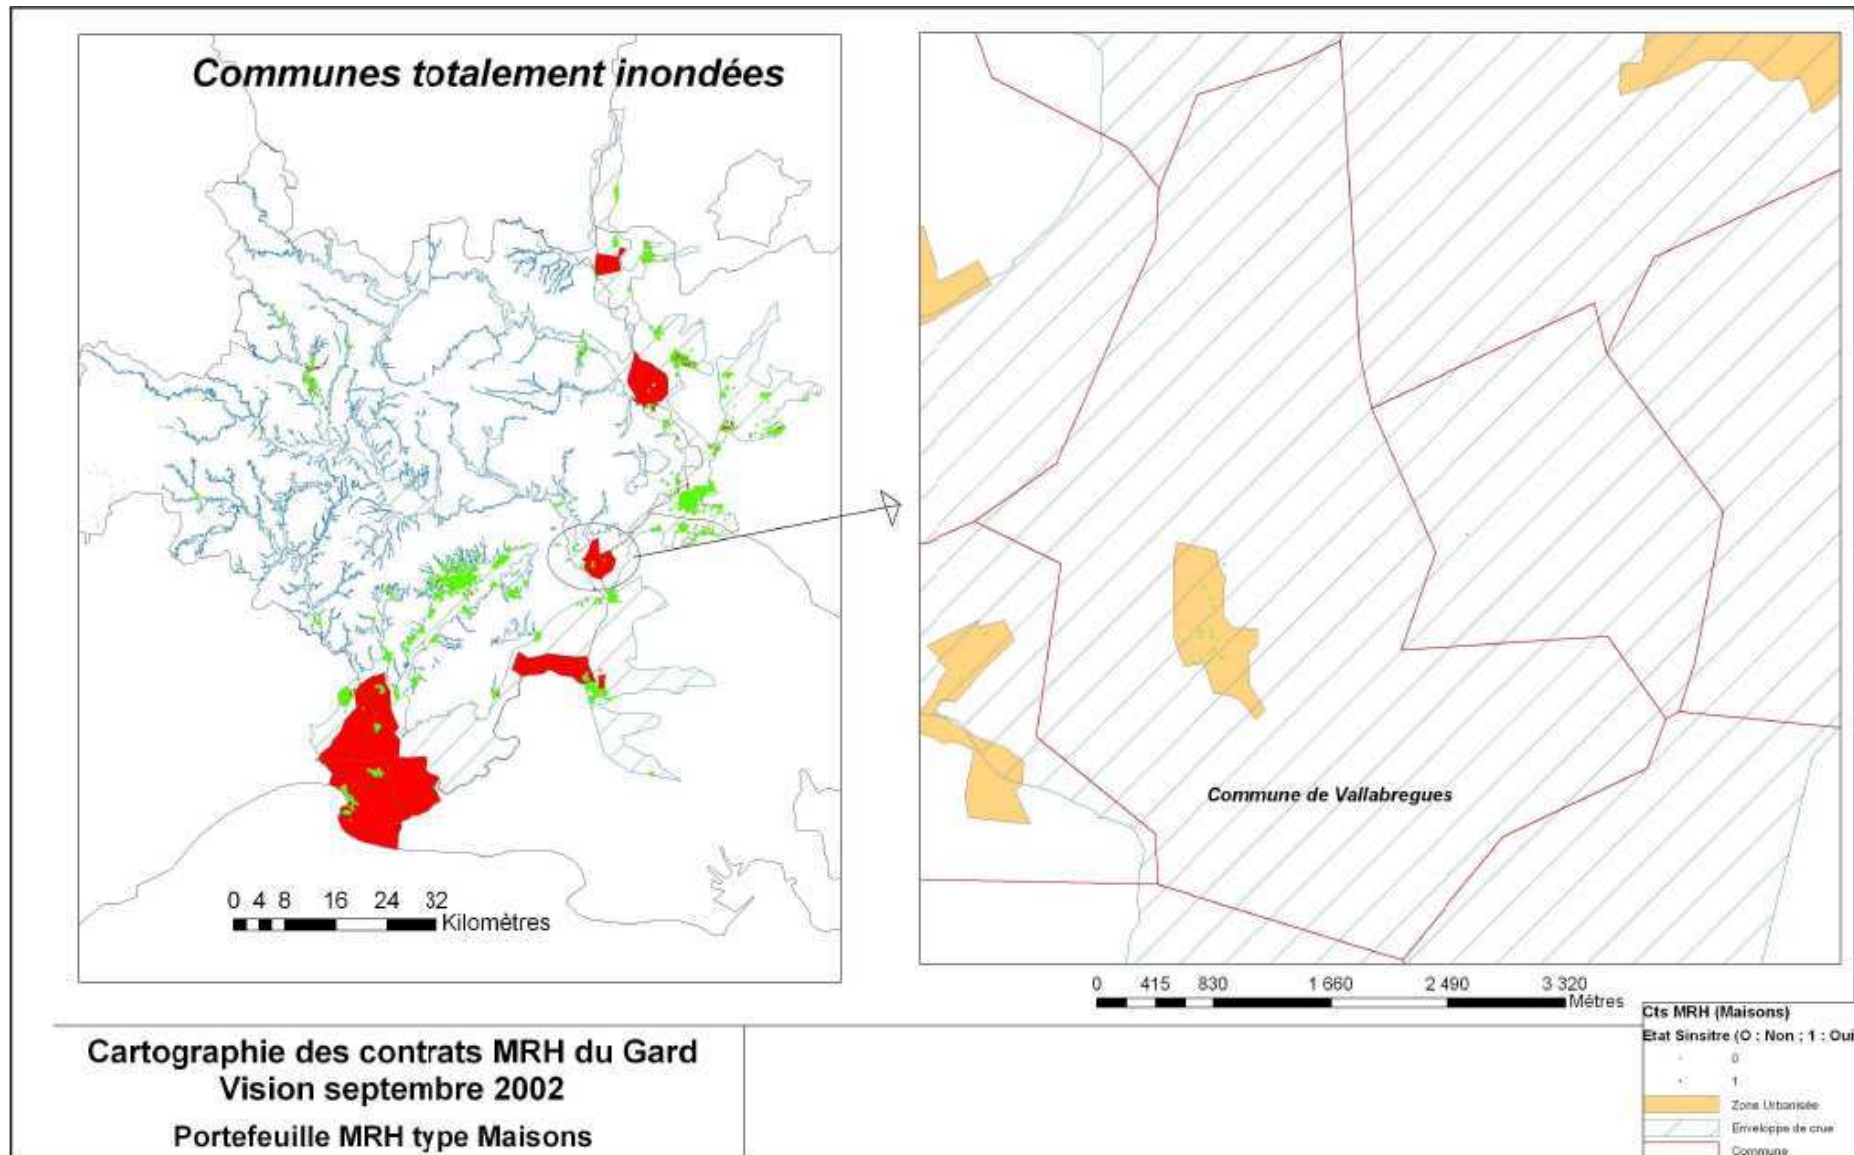 Communes totalement inondées
0 4 8 16 24 32
Kilomètres
Commune de Vallabregues
0 415 830 1 660 2 490 3 320
Mètres
Cartographie des contrats MRH du Gard
Vision septembre 2002
Portefeuille MRH type Maisons
Cts MRH (Maisons)
Etat Sinsitre (O : Non ; 1 : Oui
0
1
Zone Urbanisée
Enveloppe de crue
Commune